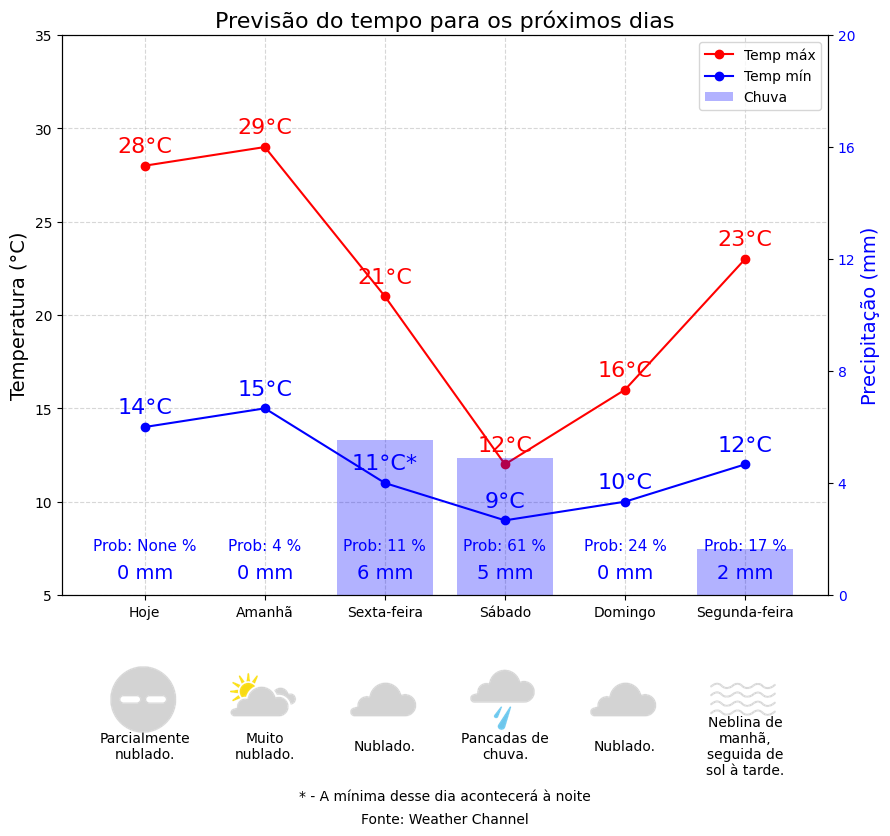 Previsão do tempo para os próximos dias
Temperatura (°C)
35
30
25
20
15
10
5
Precipitação (mm)
20
16
12
8
4
0
Temp máx
Temp mín
Chuva
28°C
29°C
21°C
12°C
16°C
23°C
14°C
15°C
11°C*
9°C
10°C
12°C
Prob: None %
Prob: 4 %
Prob: 11 %
Prob: 61 %
Prob: 24 %
Prob: 17 %
0 mm
0 mm
6 mm
5 mm
0 mm
2 mm
Hoje
Amanhã
Sexta-feira
Sábado
Domingo
Segunda-feira
Parcialmente
nublado.
Muito
nublado.
Nublado.
Pancadas de
chuva.
Nublado.
Neblina de
manhã,
seguida de
sol à tarde.
* - A mínima desse dia acontecerá à noite
Fonte: Weather Channel